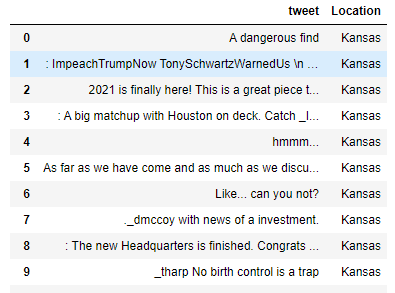 tweet Location
0 A dangerous find Kansas
1 : ImpeachTrumpNow TonySchwartzWarnedUs \n ... Kansas
2 2021 is finally here! This is a great piece t... Kansas
3 : A big matchup with Houston on deck. Catch _l... Kansas
4 hmmm... Kansas
5 As far as we have come and as much as we discu... Kansas
6 Like... can you not? Kansas
7 ._dmccoy with news of a investment. Kansas
8 : The new Headquarters is finished. Congrats ... Kansas
9 _tharp No birth control is a trap Kansas